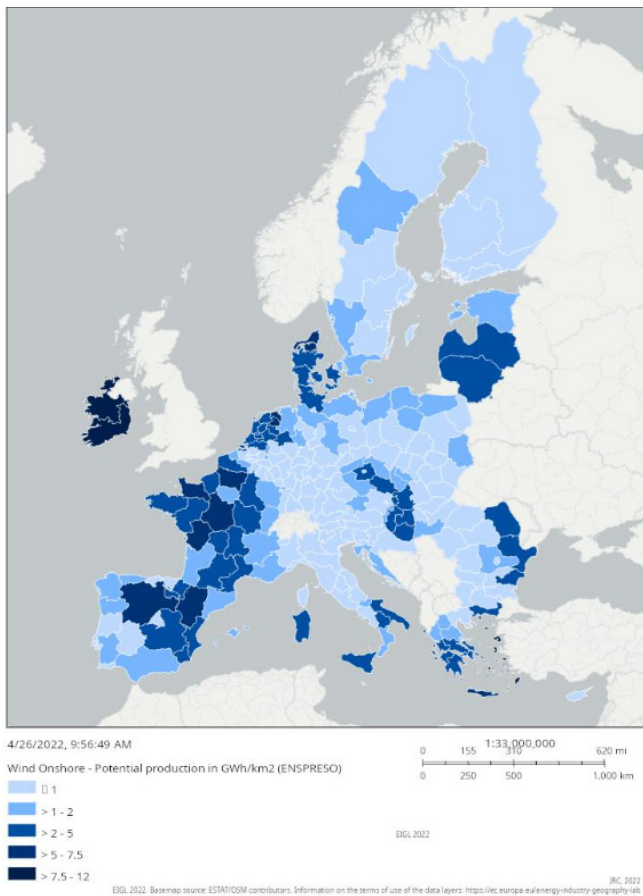 4/26/2022, 9:56:49 AM
1:33,000,000
0 155 310 620 mi
0 250 500 1,000 km
Wind Onshore - Potential production in GWh/km2 (ENSPRESO)
▯ 1
> 1 - 2
> 2 - 5
> 5 - 7.5
> 7.5 - 12
EIGL 2022
JRC, 2022
EIGL 2022. Basemap source: ESTAT/OSM contributors. Information on the terms of use of the data layers: https://ec.europa.eu/energy-industry-geography-lab